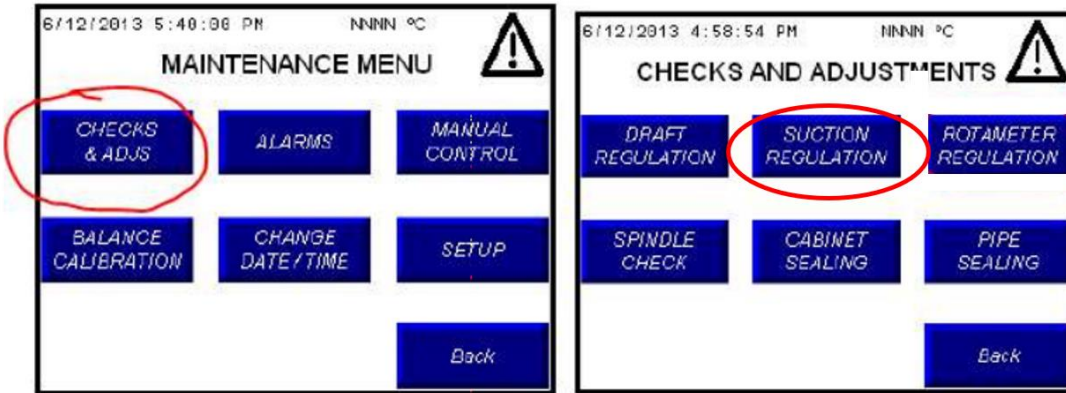 6/12/2013 5:40:00 PM NNNN °C
MAINTENANCE MENU
CHECKS
& ADJS
ALARMS
MANUAL
CONTROL
BALANCE
CALIBRATION
CHANGE
DATE/TIME
SETUP
Back
6/12/2013 4:58:54 PM NNNN °C
CHECKS AND ADJUSTMENTS
DRAFT
REGULATION
SUCTION
REGULATION
ROTAMETER
REGULATION
SPINDLE
CHECK
CABINET
SEALING
PIPE
SEALING
Back